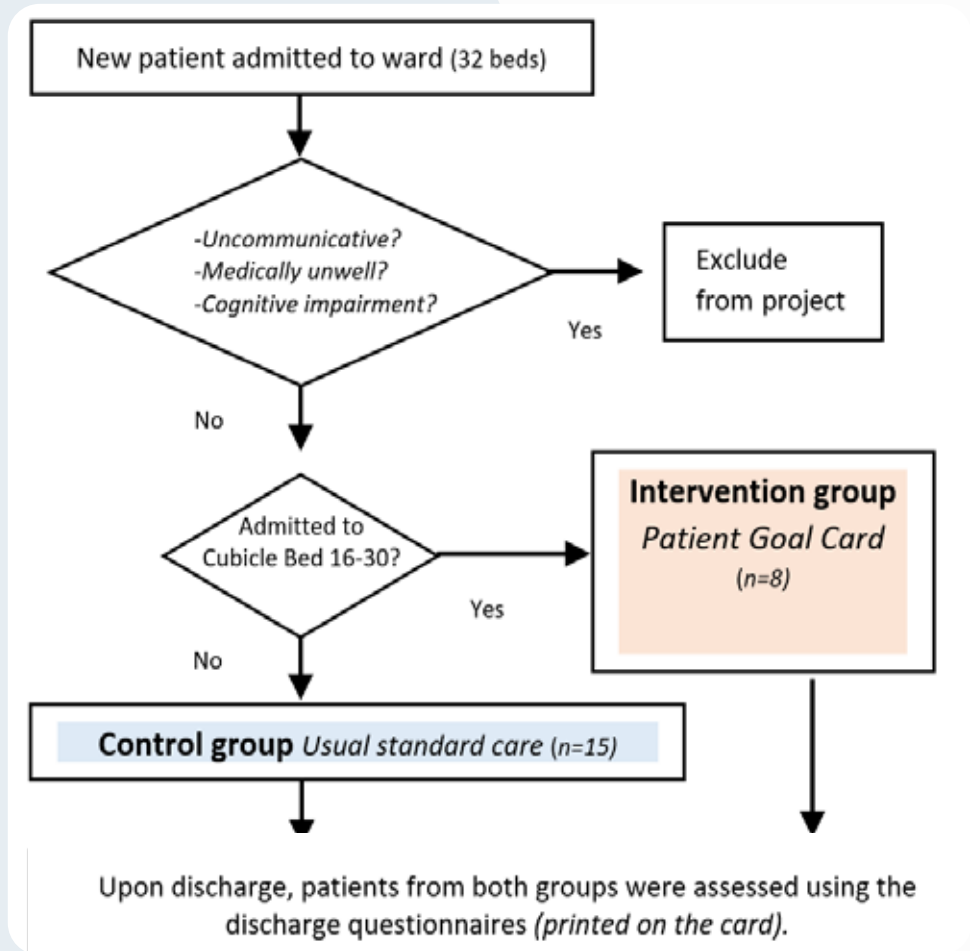 New patient admitted to ward (32 beds)
-Uncommunicative?
-Medically unwell?
-Cognitive impairment?
Exclude
from project
Yes
No
Admitted to
Cubicle Bed 16-30?
Intervention group
Patient Goal Card
(n=8)
Yes
No
Control group Usual standard care (n=15)
Upon discharge, patients from both groups were assessed using the
discharge questionnaires (printed on the card).